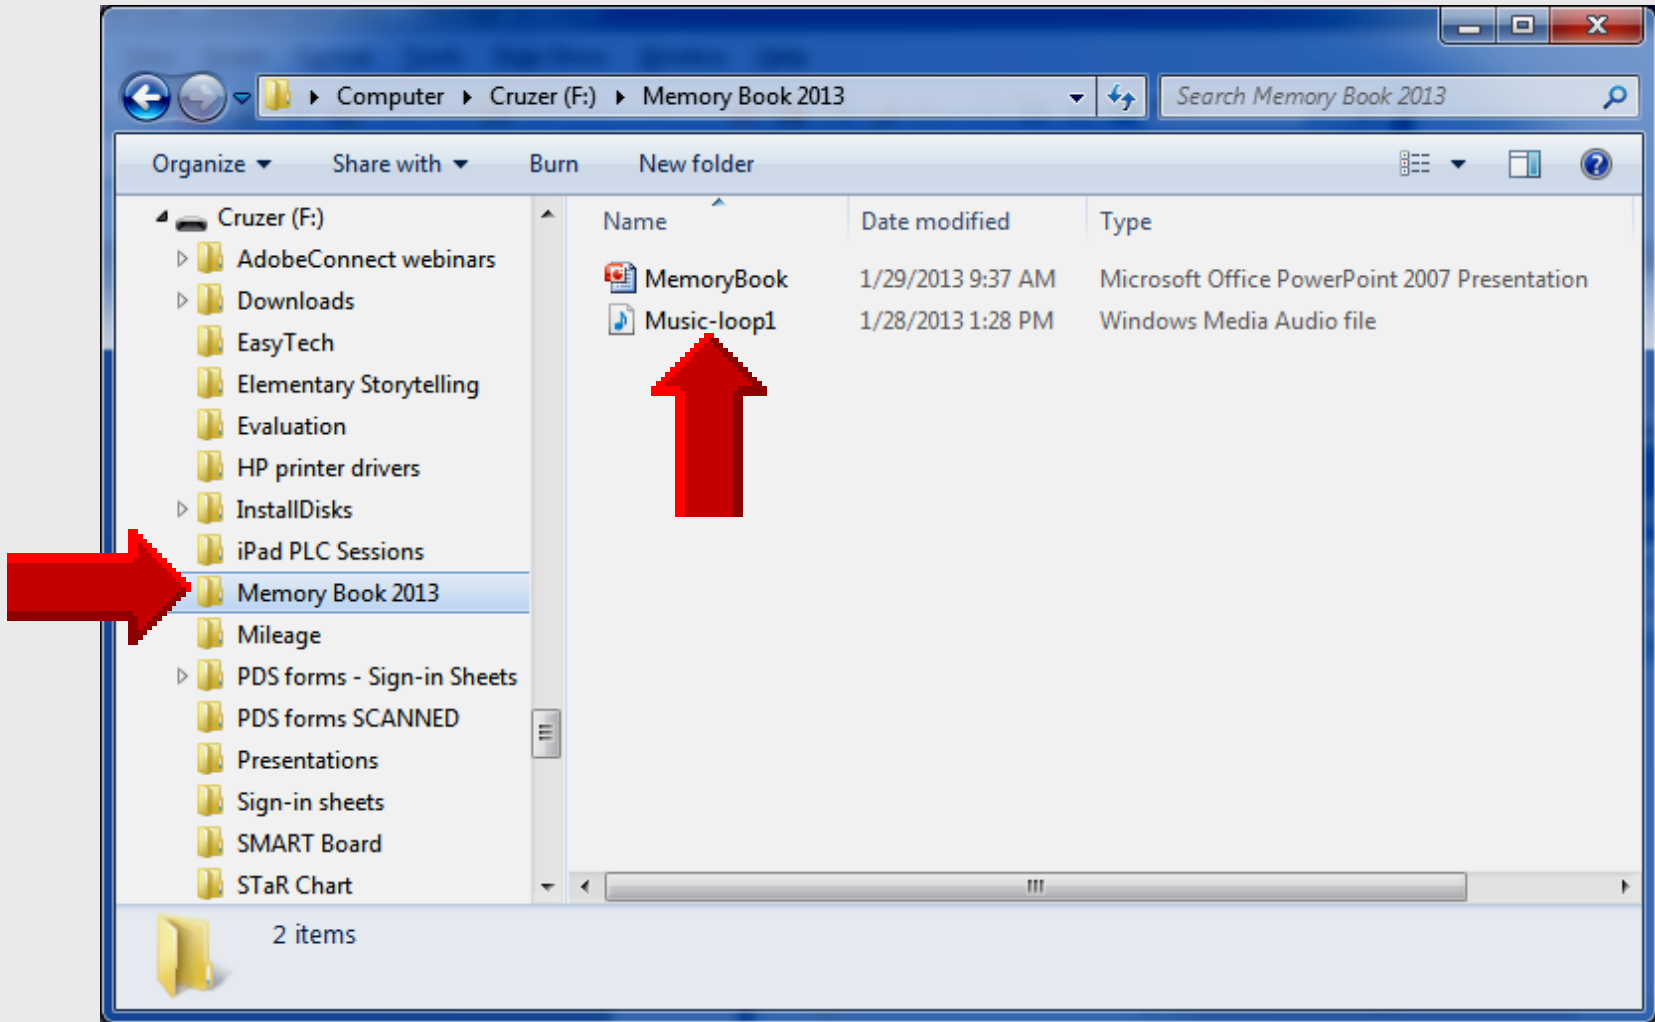 Computer Cruzer (F:) Memory Book 2013 Search Memory Book 2013
Organize Share with Burn New folder
Cruzer (F:)
AdobeConnect webinars
Downloads
EasyTech
Elementary Storytelling
Evaluation
HP printer drivers
InstallDisks
iPad PLC Sessions
Memory Book 2013
Mileage
PDS forms - Sign-in Sheets
PDS forms SCANNED
Presentations
Sign-in sheets
SMART Board
STaR Chart
Name Date modified Type
MemoryBook 1/29/2013 9:37 AM Microsoft Office PowerPoint 2007 Presentation
Music-loop1 1/28/2013 1:28 PM Windows Media Audio file
2 items